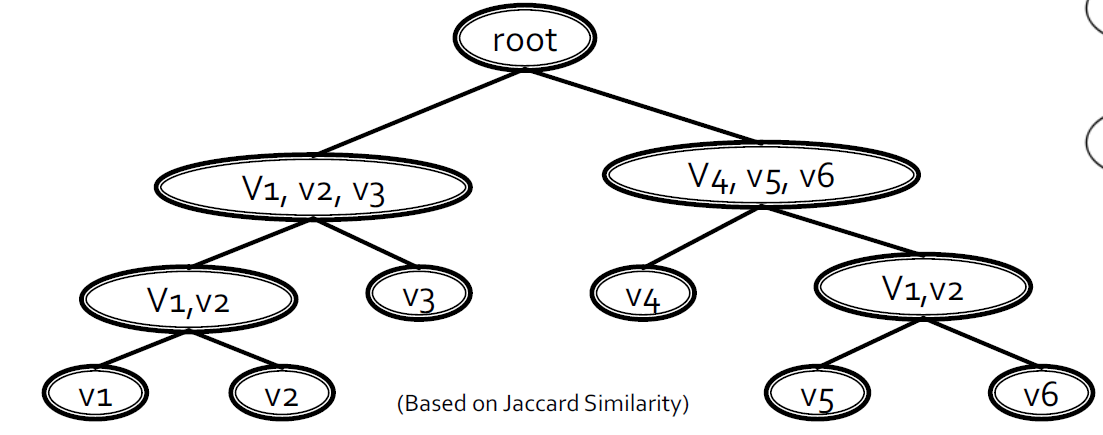 root
V1, v2, v3
V4, v5, v6
V1,v2
v3
v4
V1,v2
v1
v2
(Based on Jaccard Similarity)
v5
v6